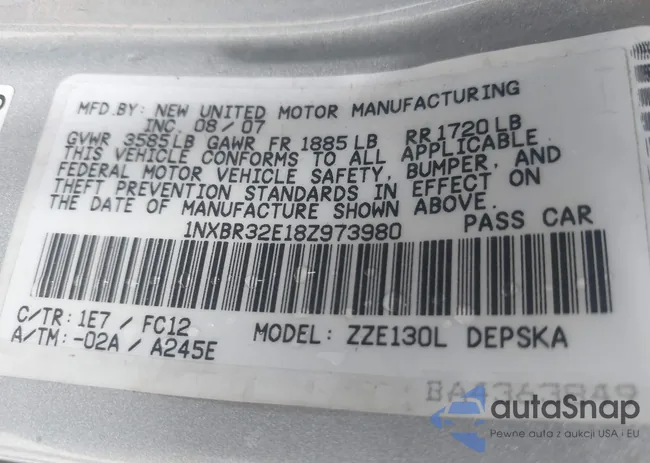 MFD.BY: NEW UNITED MOTOR MANUFACTURING
INC. 08/07
GVWR 3585LB GAWR FR 1885LB RR1720LB
THIS VEHICLE CONFORMS TO ALL APPLICABLE
FEDERAL MOTOR VEHICLE SAFETY, BUMPER, AND
THEFT PREVENTION STANDARDS IN EFFECT ON
THE DATE OF MANUFACTURE SHOWN ABOVE.
1NXBR32E18Z973980 PASS CAR
C/TR: 1E7 / FC12
A/TM: -02A / A245E MODEL: ZZE130L DEPSKA
autaSnap
Pewne auta z aukcji USA i EU